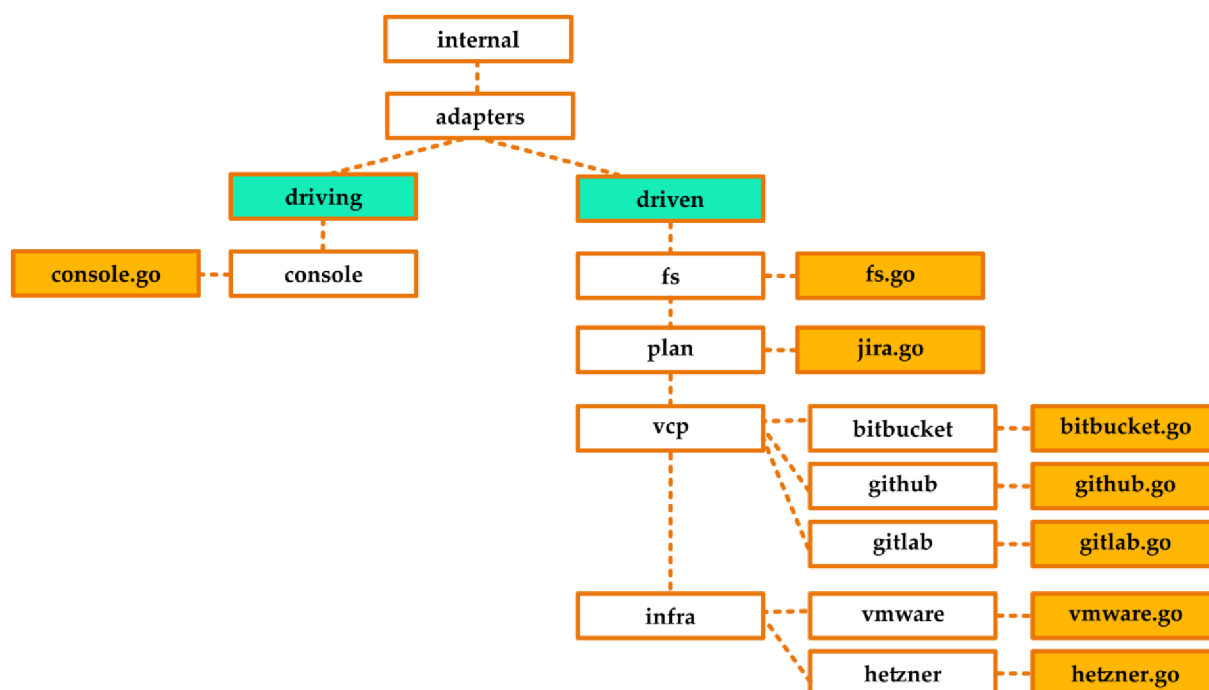 internal
adapters
driving
driven
console.go
console
fs
fs.go
plan
jira.go
vcp
bitbucket
bitbucket.go
github
github.go
gitlab
gitlab.go
infra
vmware
vmware.go
hetzner
hetzner.go